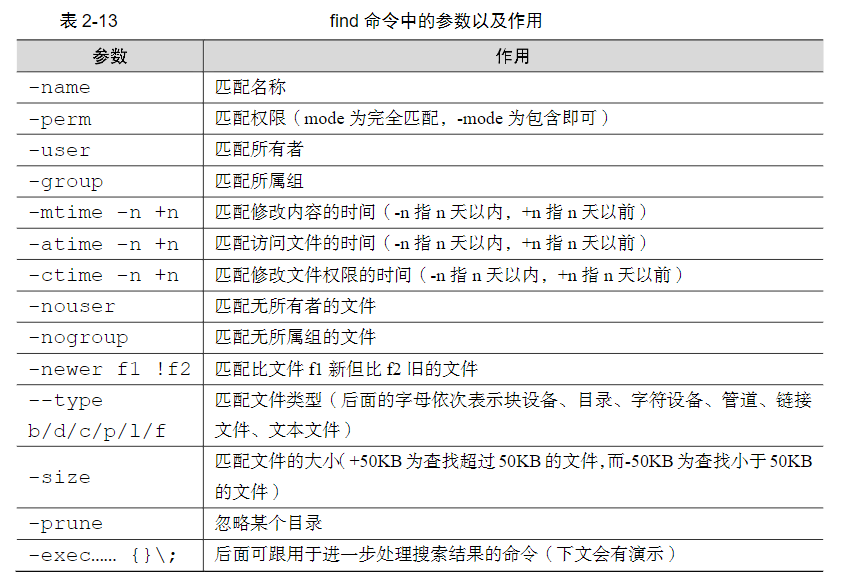 表 2-13 find 命令中的参数以及作用
参数 作用
-name 匹配名称
-perm 匹配权限（mode 为完全匹配，-mode 为包含即可）
-user 匹配所有者
-group 匹配所属组
-mtime -n +n 匹配修改内容的时间（-n 指 n 天以内，+n 指 n 天以前）
-atime -n +n 匹配访问文件的时间（-n 指 n 天以内，+n 指 n 天以前）
-ctime -n +n 匹配修改文件权限的时间（-n 指 n 天以内，+n 指 n 天以前）
-nouser 匹配无所有者的文件
-nogroup 匹配无所属组的文件
-newer f1 !f2 匹配比文件 f1 新但比 f2 旧的文件
--type 匹配文件类型（后面的字母依次表示块设备、目录、字符设备、管道、链接
b/d/c/p/l/f 文件、文本文件）
-size 匹配文件的大小（+50KB 为查找超过 50KB 的文件，而-50KB 为查找小于 50KB
的文件）
-prune 忽略某个目录
-exec…… {}\; 后面可跟用于进一步处理搜索结果的命令（下文会有演示）